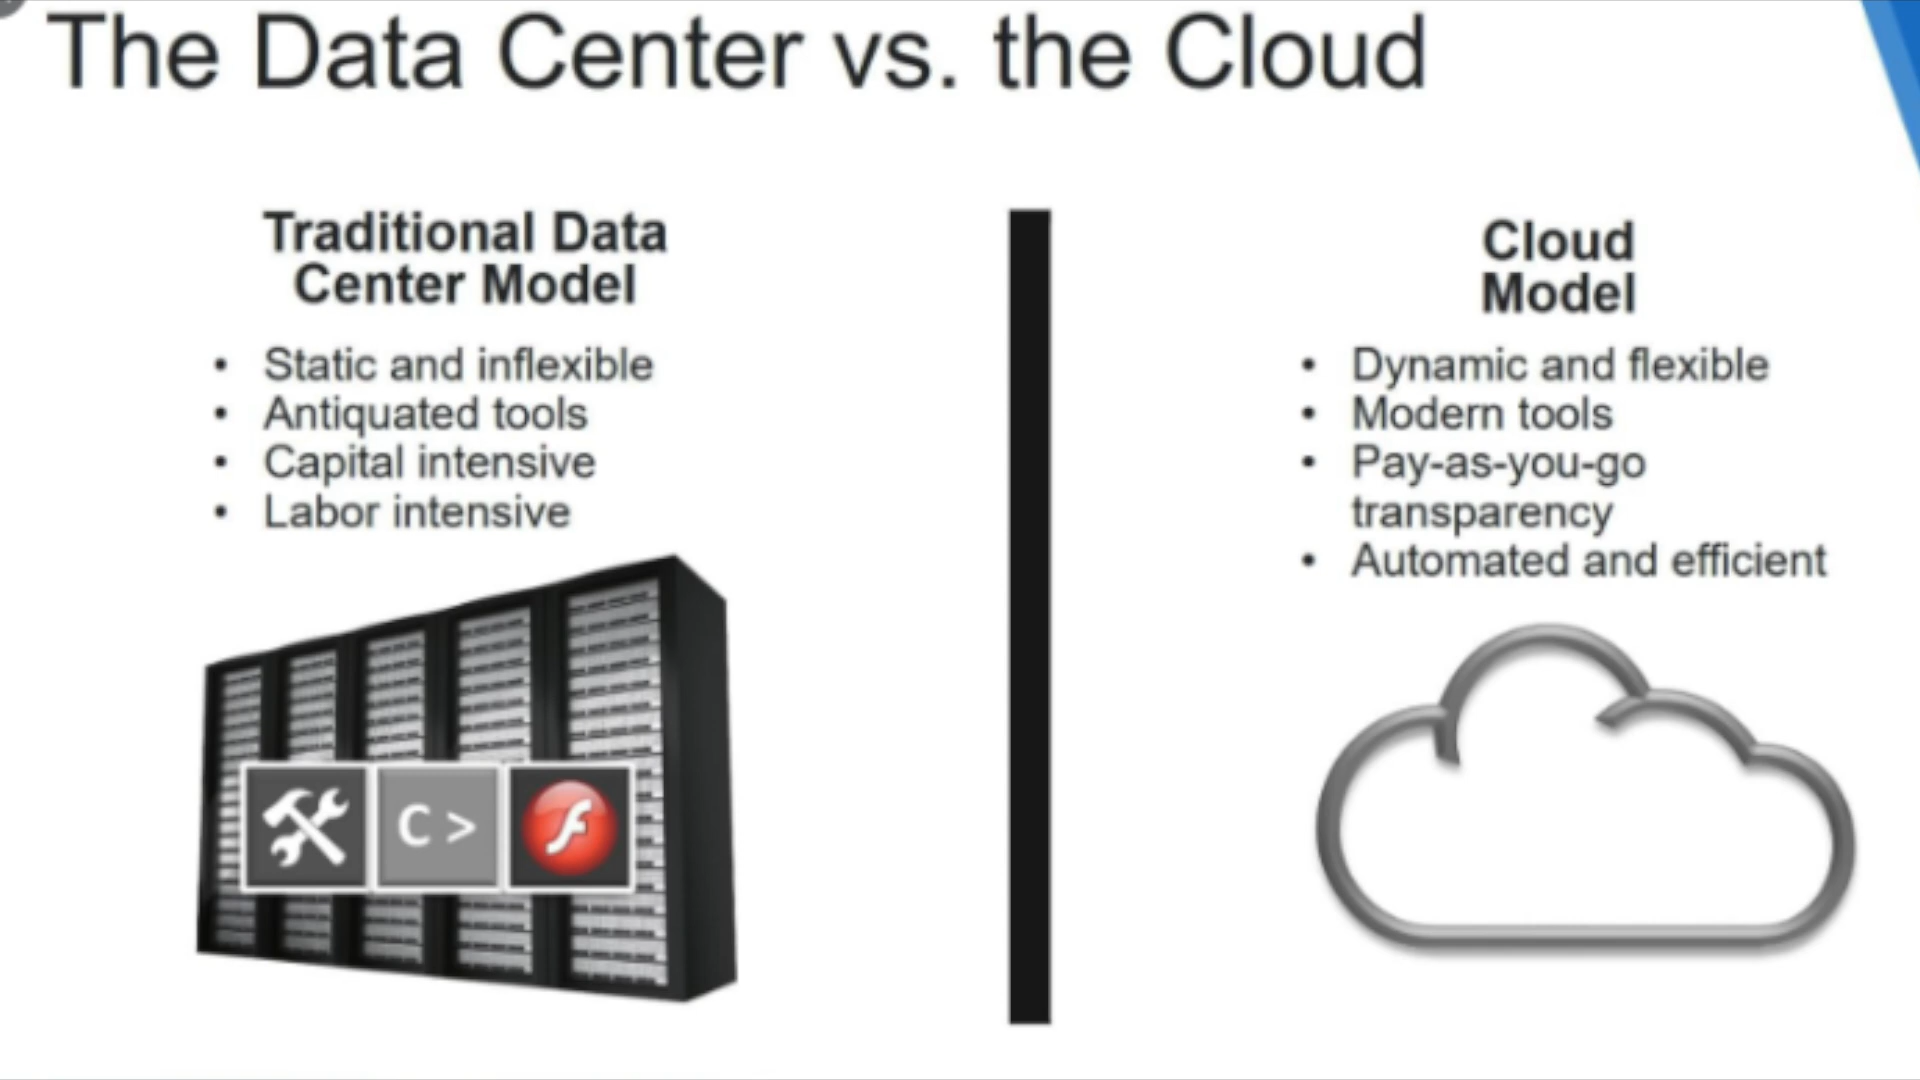 The Data Center vs. the Cloud
Traditional Data
Center Model
• Static and inflexible
• Antiquated tools
• Capital intensive
• Labor intensive
C >
f
Cloud
Model
• Dynamic and flexible
• Modern tools
• Pay-as-you-go
transparency
• Automated and efficient